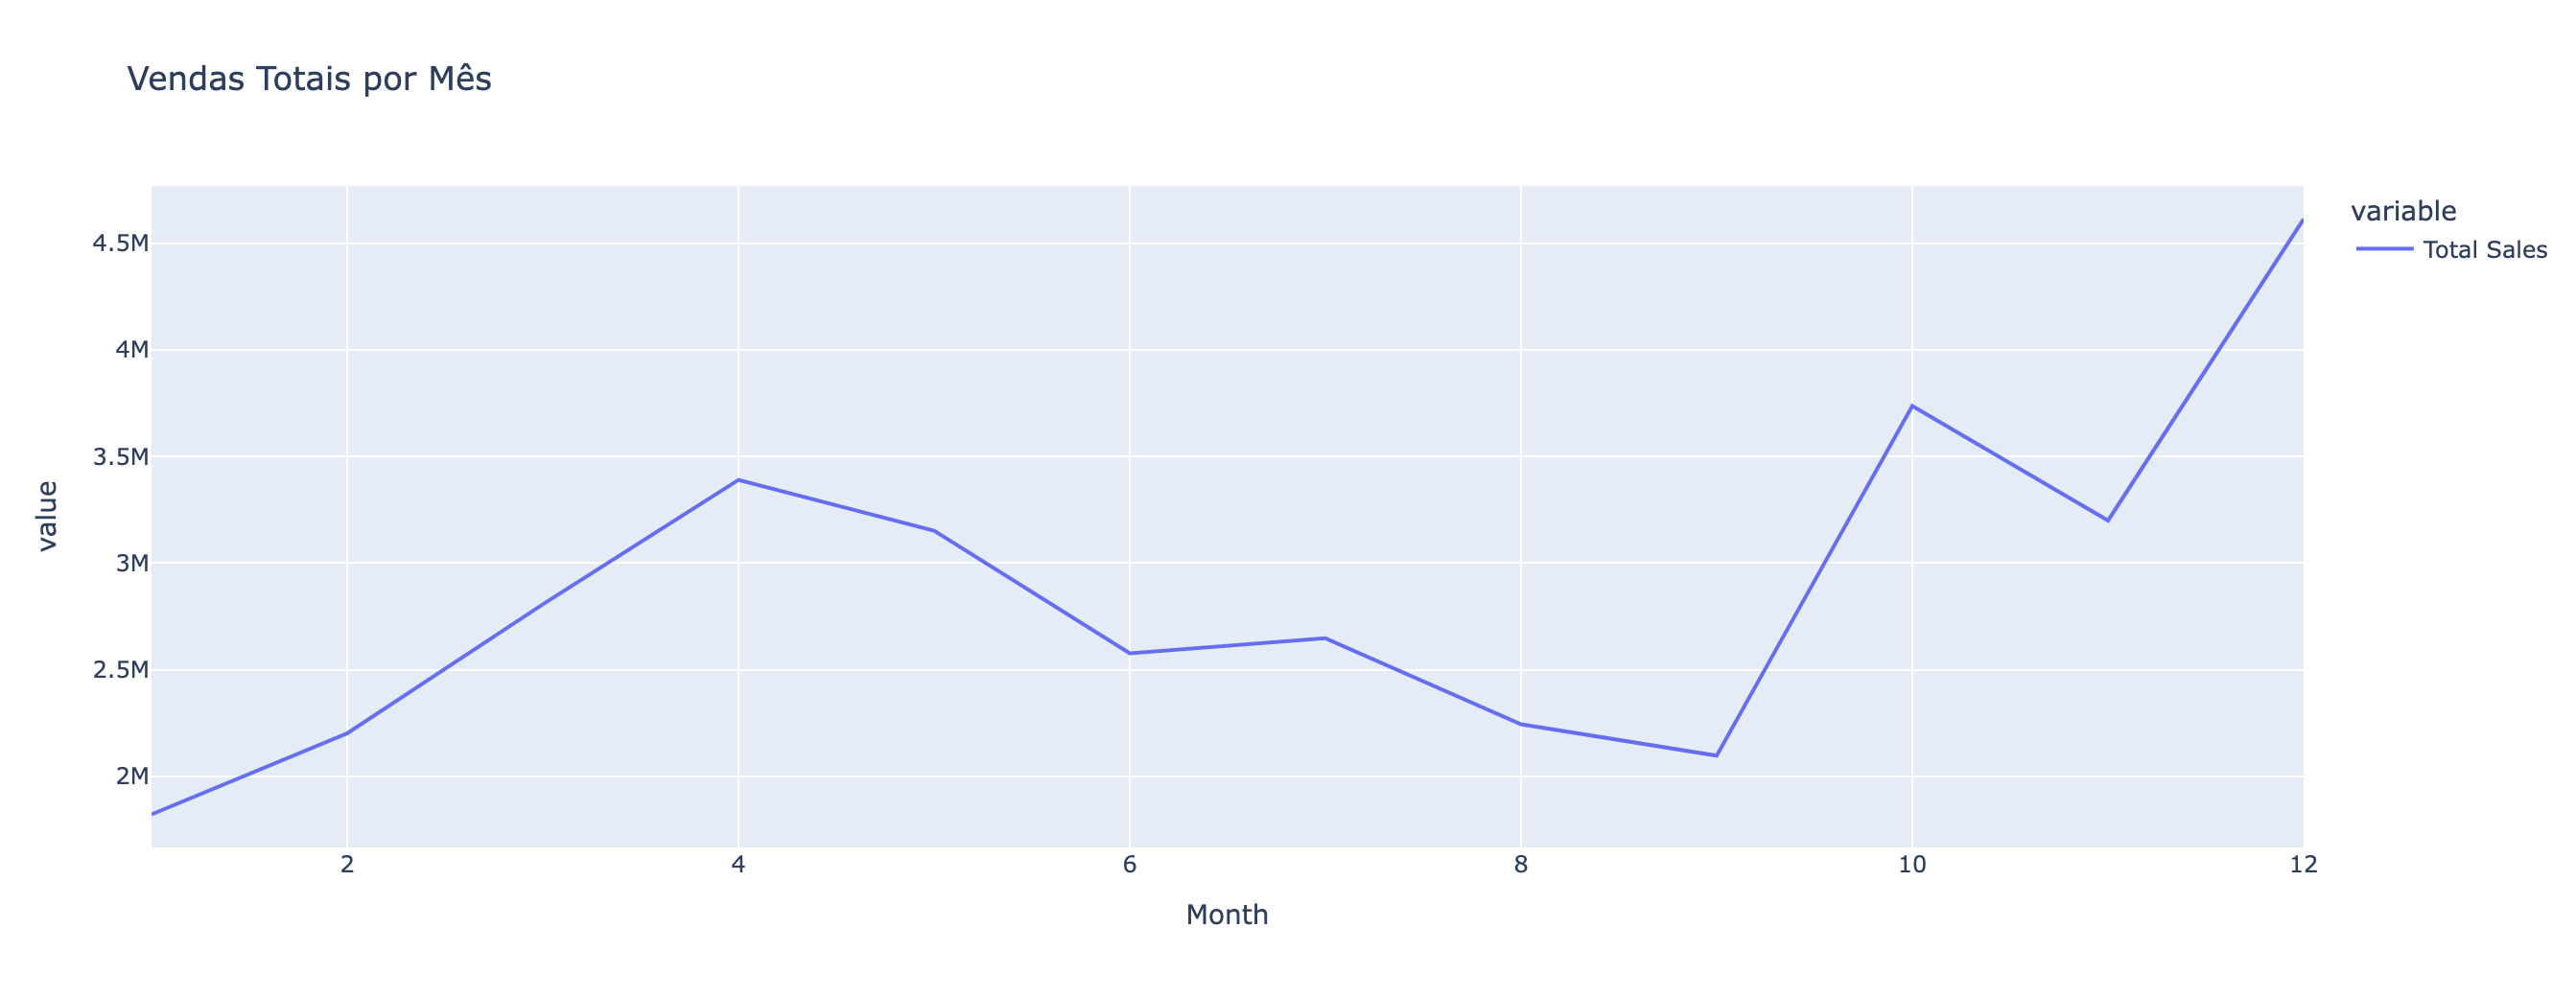 Vendas Totais por Mês
variable
Total Sales
value
4.5M
4M
3.5M
3M
2.5M
2M
2 4 6 8 10 12
Month